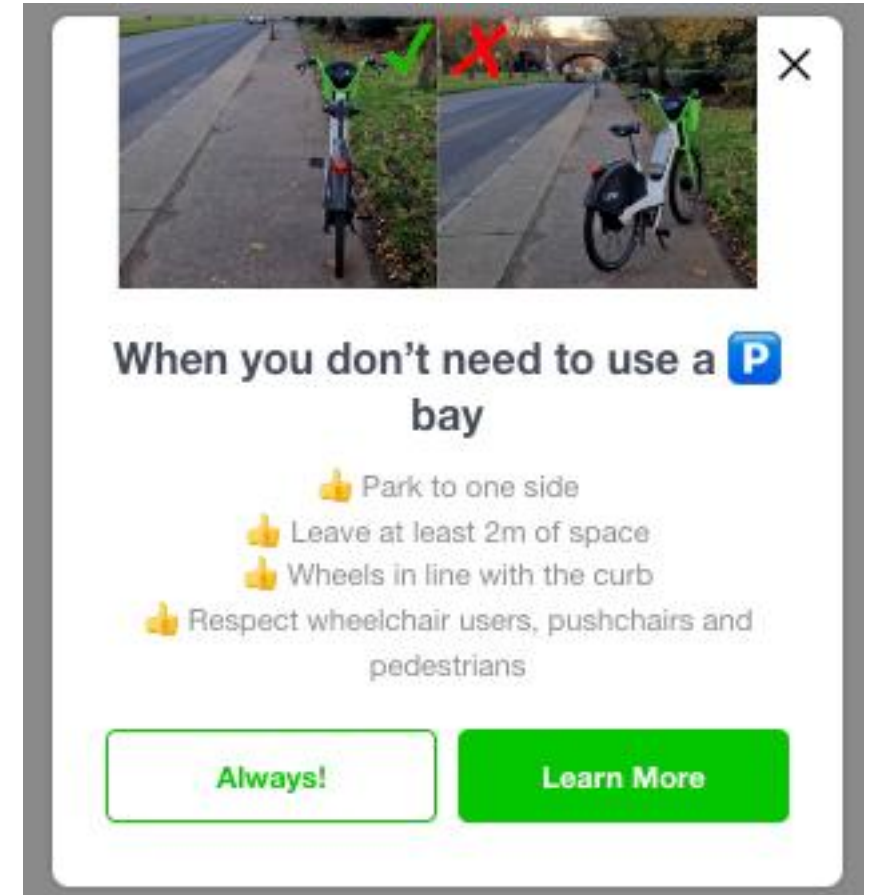 When you don't need to use a 🅿️
bay
👍 Park to one side
👍 Leave at least 2m of space
👍 Wheels in line with the curb
👍 Respect wheelchair users, pushchairs and
pedestrians
Always!
Learn More